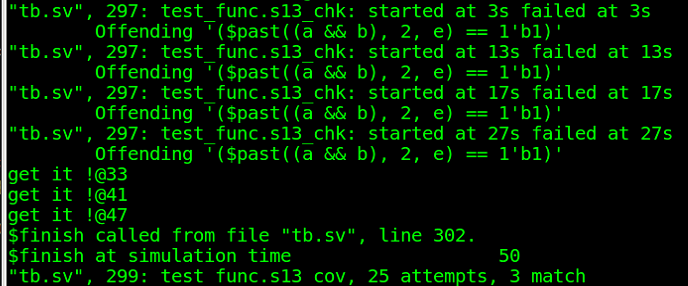 "tb.sv", 297: test_func.s13_chk: started at 3s failed at 3s
Offending '($past((a && b), 2, e) == 1'b1)'
"tb.sv", 297: test_func.s13_chk: started at 13s failed at 13s
Offending '($past((a && b), 2, e) == 1'b1)'
"tb.sv", 297: test_func.s13_chk: started at 17s failed at 17s
Offending '($past((a && b), 2, e) == 1'b1)'
"tb.sv", 297: test_func.s13_chk: started at 27s failed at 27s
Offending '($past((a && b), 2, e) == 1'b1)'
get it !@33
get it !@41
get it !@47
$finish called from file "tb.sv", line 302.
$finish at simulation time 50
"tb.sv", 299: test_func.s13_cov, 25 attempts, 3 match